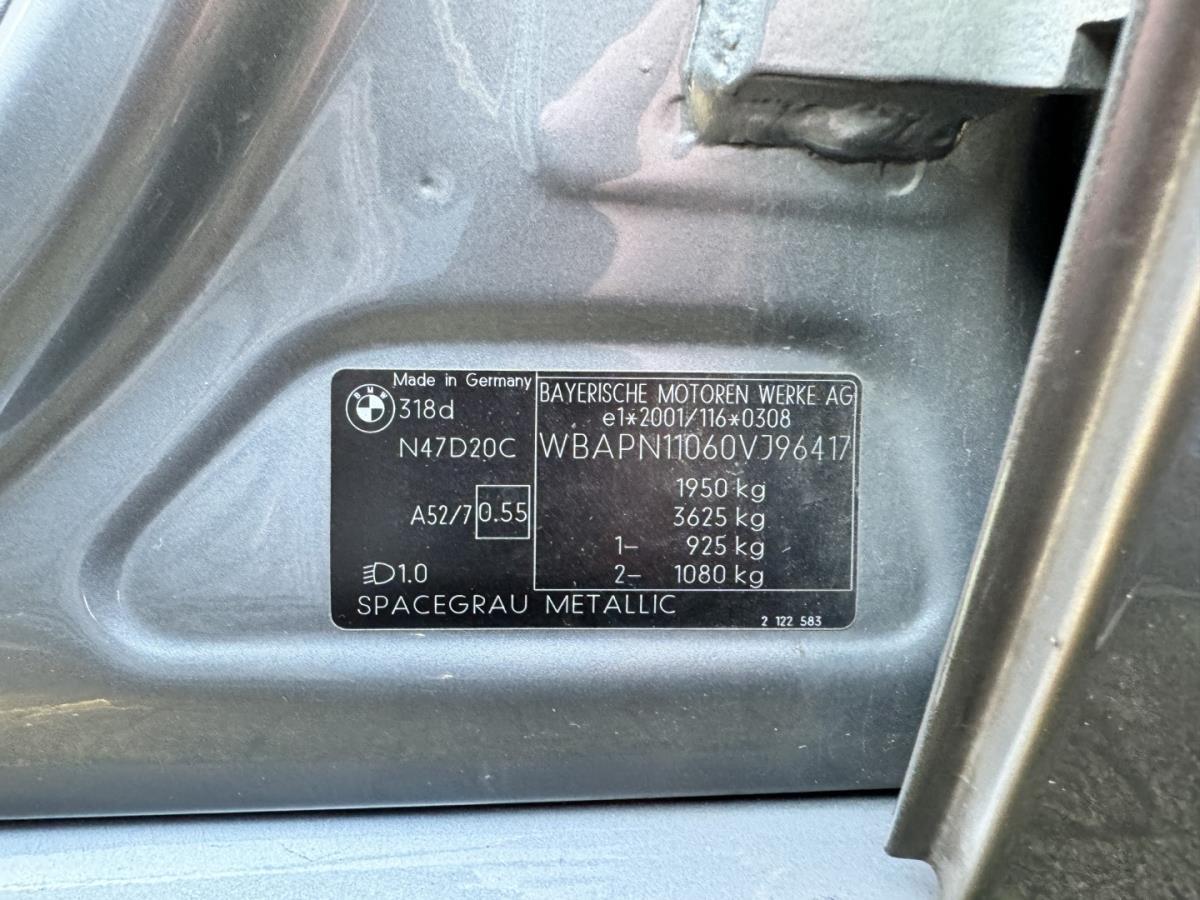 Made in Germany
BMW
318d
N47D20C
A52/7 0.55
1.0
BAYERISCHE MOTOREN WERKE AG
e1*2001/116*0308
WBAPN11060VJ96417
1950 kg
3625 kg
1- 925 kg
2- 1080 kg
SPACEGRAU METALLIC
2 122 583